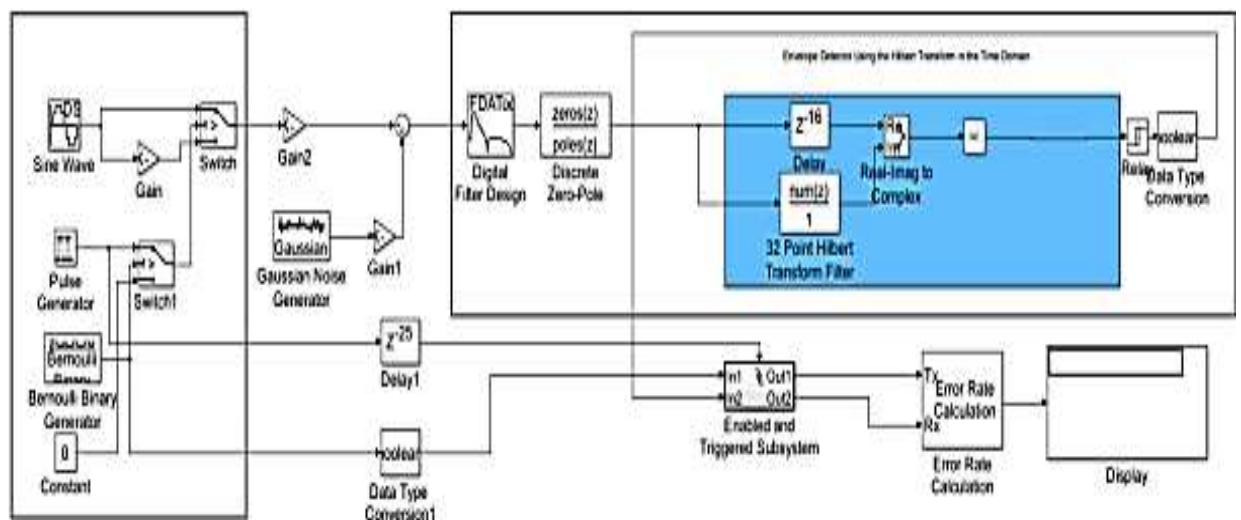 Envelope Detector Using the Hilbert Transform in the Time Domain
DS
Sine Wave
Gain
Switch
Gain2
FDATool
Digital
Filter Design
zeros(z)
poles(z)
Discrete
Zero-Pole
Z-16
Delay
Re
Im
Real-Imag to
Complex
num(z)
1
32 Point Hilbert
Transform Filter
Relay
boolean
Data Type
Conversion
Pulse
Generator
Switch1
Gaussian
Gaussian Noise
Generator
Gain1
Bernoulli
Binary
Bernoulli Binary
Generator
0
Constant
Z-25
Delay1
boolean
Data Type
Conversion1
In1
Out1
In2
Out2
Enabled and
Triggered Subsystem
Tx
Error Rate
Calculation
Rx
Error Rate
Calculation
Display